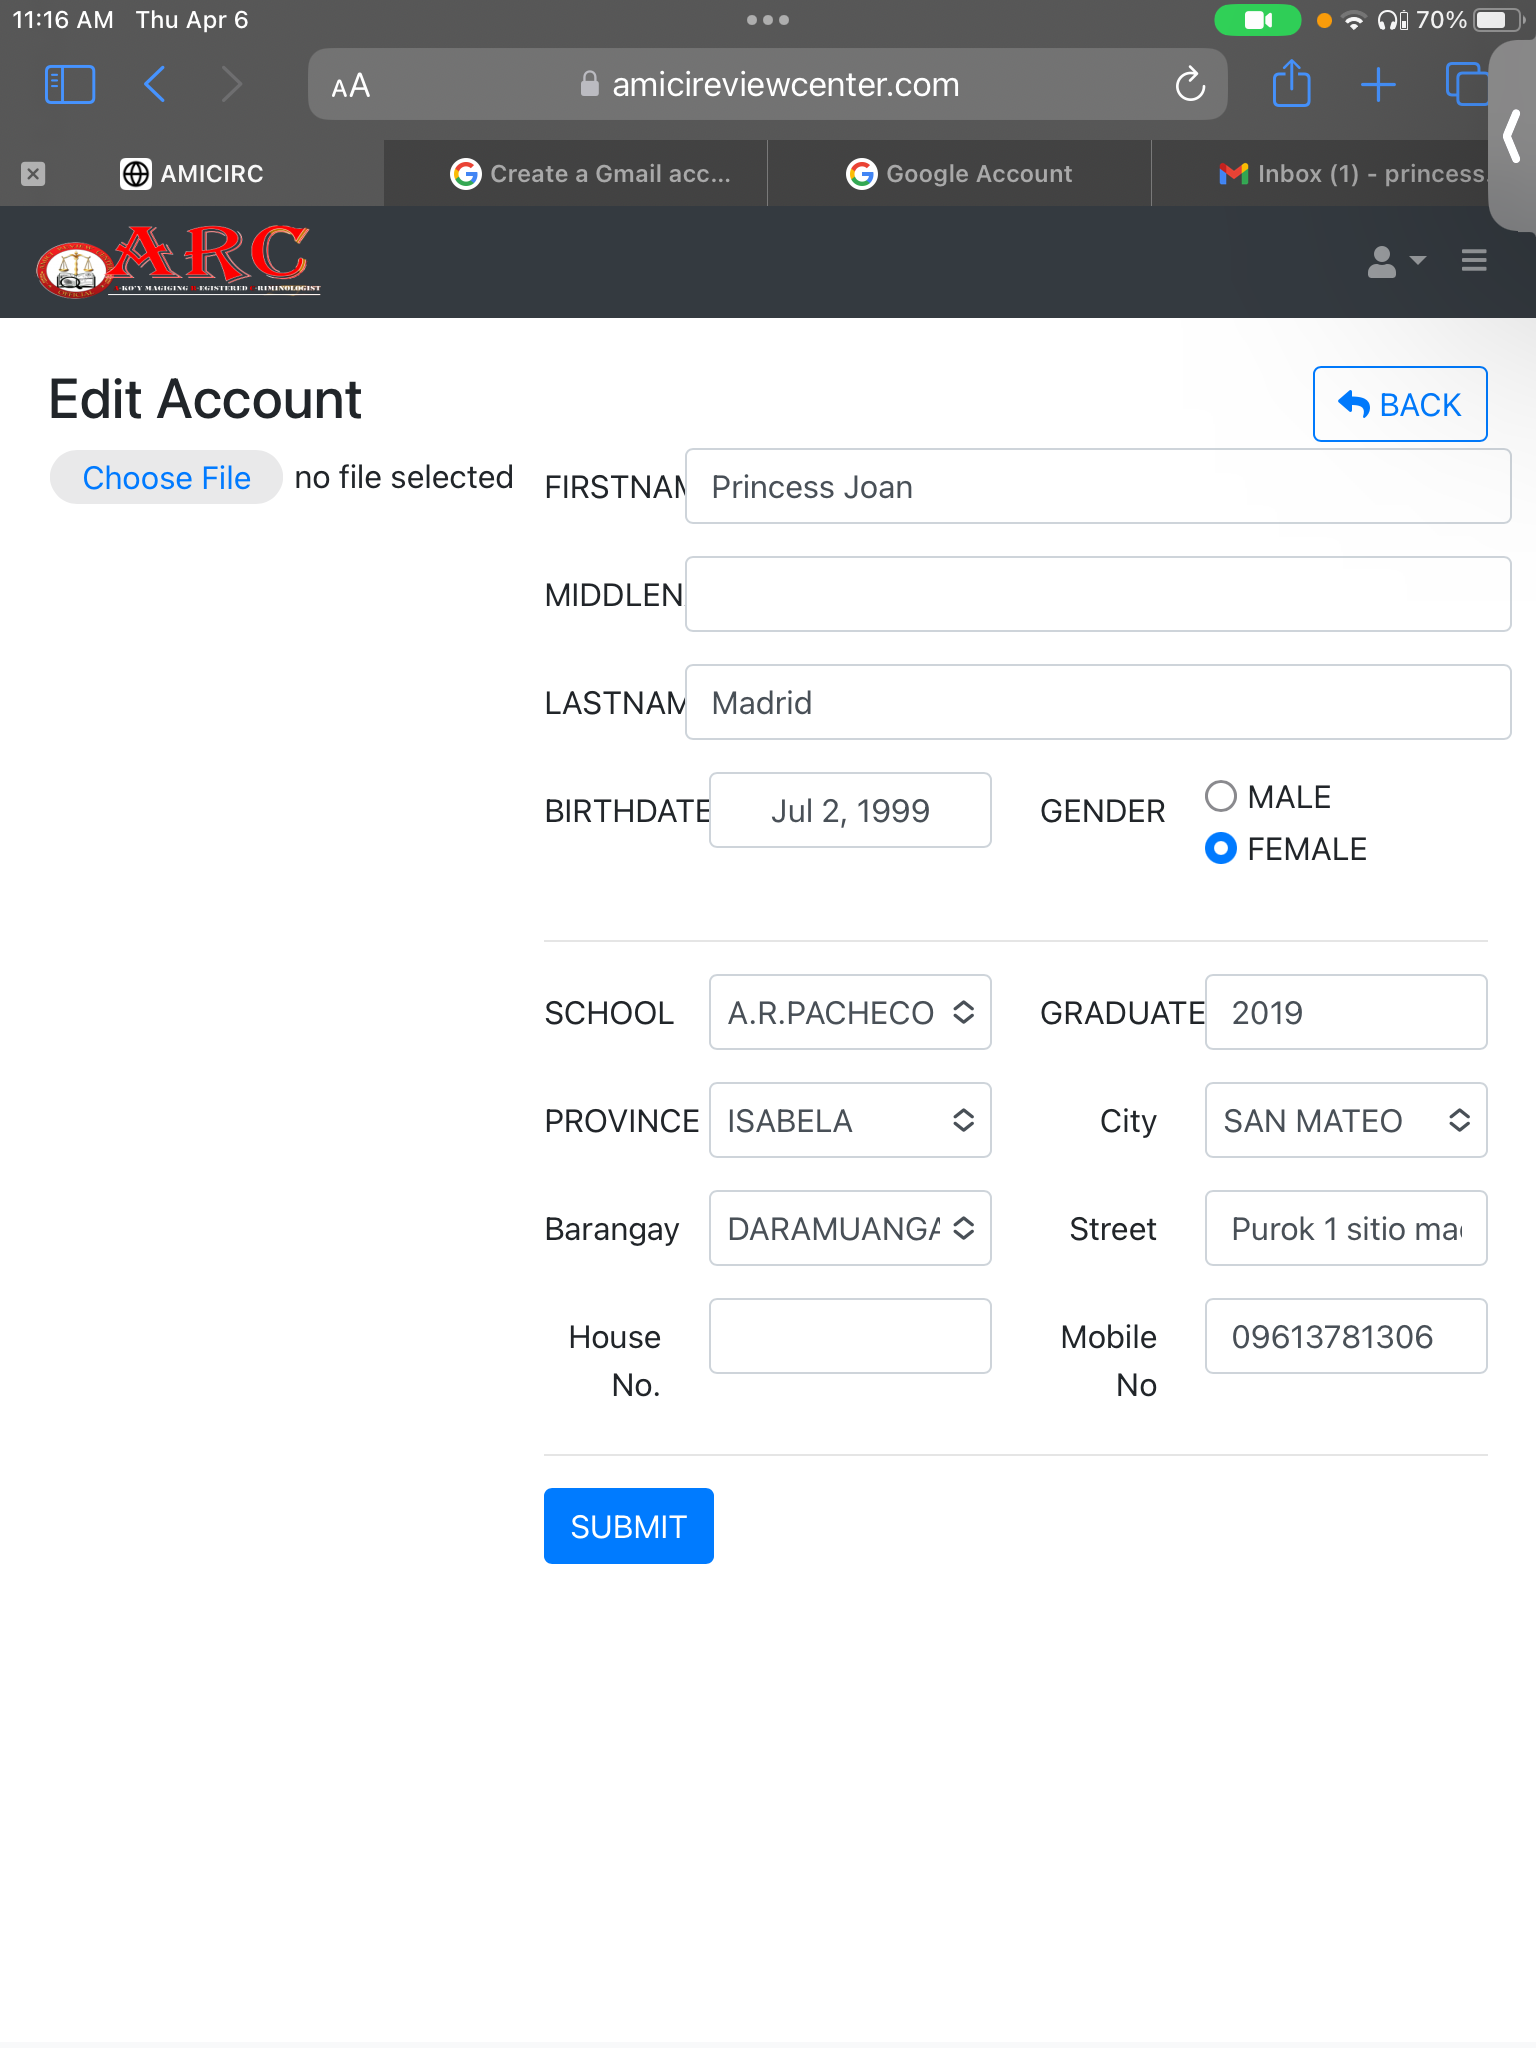 11:16 AM Thu Apr 6
70%
AA amicireviewcenter.com
AMICIRC
Create a Gmail acc...
Google Account
Inbox (1) - princess.
ARC
Edit Account
BACK
Choose File no file selected
FIRSTNAM Princess Joan
MIDDLEN
LASTNAM Madrid
BIRTHDATE Jul 2, 1999 GENDER MALE
FEMALE
SCHOOL A.R.PACHECO GRADUATE 2019
PROVINCE ISABELA City SAN MATEO
Barangay DARAMUANGA Street Purok 1 sitio ma
House No. Mobile No 09613781306
SUBMIT